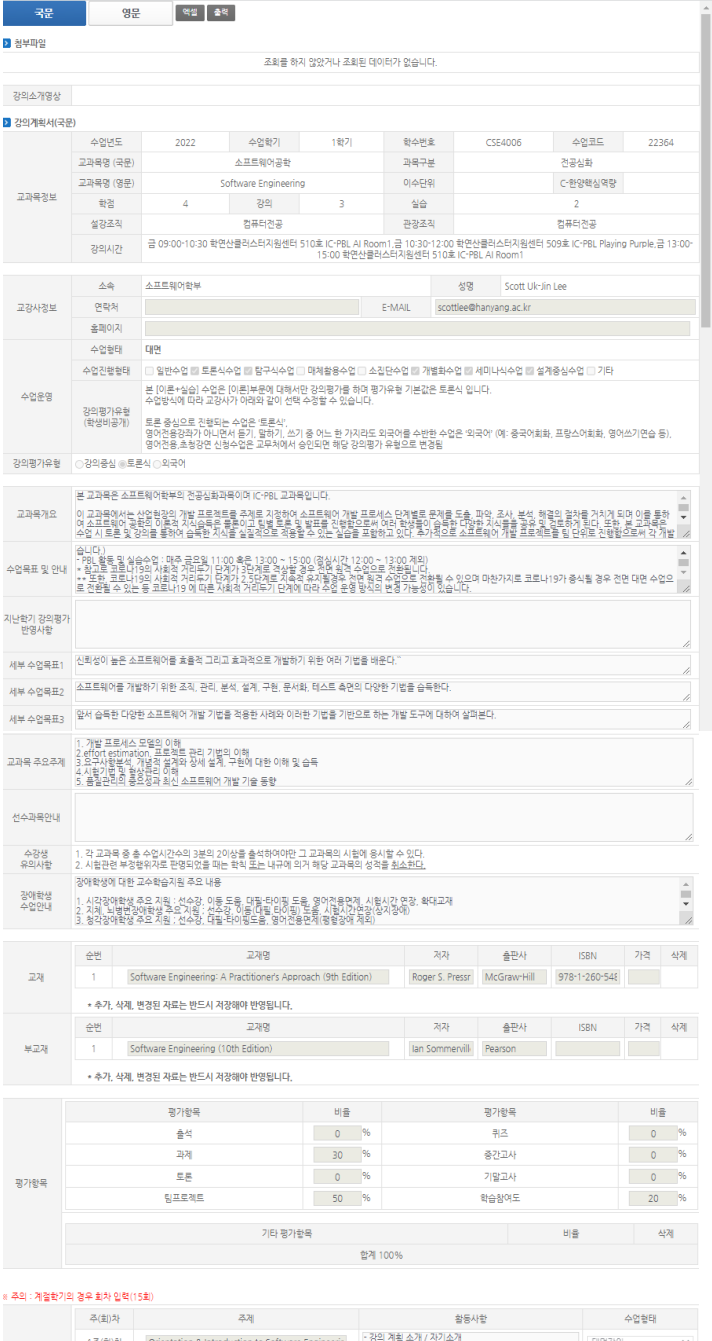 국문 영문 엑셀 출력
첨부파일
조회를 하지 않았거나 조회된 데이터가 없습니다.
강의소개영상
강의계획서(국문)
수업년도 2022 수업학기 1학기 학수번호 CSE4006 수업코드 22364
교과목명 (국문) 소프트웨어공학 과목구분 전공심화
교과목명 (영문) Software Engineering 이수단위 C-한양핵심역량
교과목정보
학점 4 강의 3 실습 2
설강조직 컴퓨터전공 관장조직 컴퓨터전공
강의시간 금 09:00-10:30 학연산클러스터지원센터 510호 IC-PBL AI Room1,금 10:30-12:00 학연산클러스터지원센터 509호 IC-PBL Playing Purple,금 13:00-
15:00 학연산클러스터지원센터 510호 IC-PBL AI Room1
소속 소프트웨어학부 성명 Scott Uk-Jin Lee
교강사정보 연락처 E-MAIL scottlee@hanyang.ac.kr
홈페이지
수업형태 대면
수업진행형태 일반수업 토론식수업 탐구식수업 매체활용수업 소집단수업 개별화수업 세미나식수업 설계중심수업 기타
수업운영
강의평가유형
(학생비공개)
본 [이론+실습] 수업은 [이론]부문에 대해서만 강의평가를 하며 평가유형 기본값은 토론식 입니다.
수업방식에 따라 교강사가 아래와 같이 선택 수정할 수 있습니다.
토론 중심으로 진행되는 수업은 '토론식',
영어전용강좌가 아니면서 듣기, 말하기, 쓰기 중 어느 한 가지라도 외국어를 수반한 수업은 '외국어' (예: 중국어회화, 프랑스어회화, 영어쓰기연습 등),
영어전용,초청강연 신청수업은 교무처에서 승인되면 해당 강의평가 유형으로 변경됨
강의평가유형 강의중심 토론식 외국어
교과목개요
본 교과목은 소프트웨어학부의 전공심화과목이며 IC-PBL 교과목입니다.
이 교과목에서는 산업현장의 개발 프로젝트를 주제로 지정하여 소프트웨어 개발 프로세스 단계별로 문제를 도출, 파악, 조사, 분석, 해결의 절차를 거치게 되며 이를 통하
여 소프트웨어 공학의 이론적 지식습득은 물론이고 팀별 토론 및 발표를 진행함으로써 여러 학생들이 습득한 다양한 지식들을 공유 및 검토하게 된다. 또한, 본 교과목은
수업 시 토론 및 강의를 통하여 습득한 지식을 실질적으로 적용할 수 있는 실습을 포함하고 있다. 추가적으로 소프트웨어 개발 프로젝트를 팀 단위로 진행함으로써 각 개발
수업목표 및 안내
습니다.)
- PBL 활동 및 실습수업 : 매주 금요일 11:00 혹은 13:00 ~ 15:00 (점심시간 12:00 ~ 13:00 제외)
* 참고로 코로나19의 사회적 거리두기 단계가 3단계로 격상할 경우 전면 원격 수업으로 전환됩니다.
** 또한, 코로나19의 사회적 거리두기 단계가 2.5단계로 지속적 유지될경우 전면 원격 수업으로 전환될 수 있으며 마찬가지로 코로나19가 종식될 경우 전면 대면 수업으
로 전환될 수 있는 등 코로나19 에 따른 사회적 거리두기 단계에 따라 수업 운영 방식의 변경 가능성이 있습니다.
지난학기 강의평가
반영사항
세부 수업목표1 신뢰성이 높은 소프트웨어를 효율적 그리고 효과적으로 개발하기 위한 여러 기법을 배운다.
세부 수업목표2 소프트웨어를 개발하기 위한 조직, 관리, 분석, 설계, 구현, 문서화, 테스트 측면의 다양한 기법을 습득한다.
세부 수업목표3 앞서 습득한 다양한 소프트웨어 개발 기법을 적용한 사례와 이러한 기법을 기반으로 하는 개발 도구에 대하여 살펴본다.
교과목 주요주제
1. 개발 프로세스 모델의 이해
2.effort estimation, 프로젝트 관리 기법의 이해
3.요구사항분석, 개념적 설계와 상세 설계, 구현에 대한 이해 및 습득
4.시험기법 및 형상관리 이해
5. 품질관리의 중요성과 최신 소프트웨어 개발 기술 동향
선수과목안내
수강생
유의사항
1. 각 교과목 중 총 수업시간수의 3분의 2이상을 출석하여야만 그 교과목의 시험에 응시할 수 있다.
2. 시험관련 부정행위자로 판명되었을 때는 학칙 또는 내규에 의거 해당 교과목의 성적을 취소한다.
장애학생
수업안내
장애학생에 대한 교수학습지원 주요 내용
1. 시각장애학생 주요 지원 : 선수강, 이동 도움, 대필-타이핑 도움, 영어전용면제, 시험시간 연장, 확대교재
2. 지체, 뇌병변장애학생 주요 지원 : 선수강, 이동(대필,타이핑) 도움, 시험시간연장(상지장애)
3. 청각장애학생 주요 지원 : 선수강, 대필-타이핑도움, 영어전용면제(평형장애 제외)
순번 교재명 저자 출판사 ISBN 가격 삭제
교재 1 Software Engineering: A Practitioner's Approach (9th Edition) Roger S. Pressr McGraw-Hill 978-1-260-548
* 추가, 삭제, 변경된 자료는 반드시 저장해야 반영됩니다.
순번 교재명 저자 출판사 ISBN 가격 삭제
부교재 1 Software Engineering (10th Edition) Ian Sommervill Pearson
* 추가, 삭제, 변경된 자료는 반드시 저장해야 반영됩니다.
평가항목 비율 평가항목 비율
출석 0 % 퀴즈 0 %
과제 30 % 중간고사 0 %
평가항목
토론 0 % 기말고사 0 %
팀프로젝트 50 % 학습참여도 20 %
기타 평가항목 비율 삭제
합계 100%
※ 주의 : 계절학기의 경우 회차 입력(15회)
주(회)차 주제 활동사항 수업형태
- 강의 계획 소개 / 자기소개